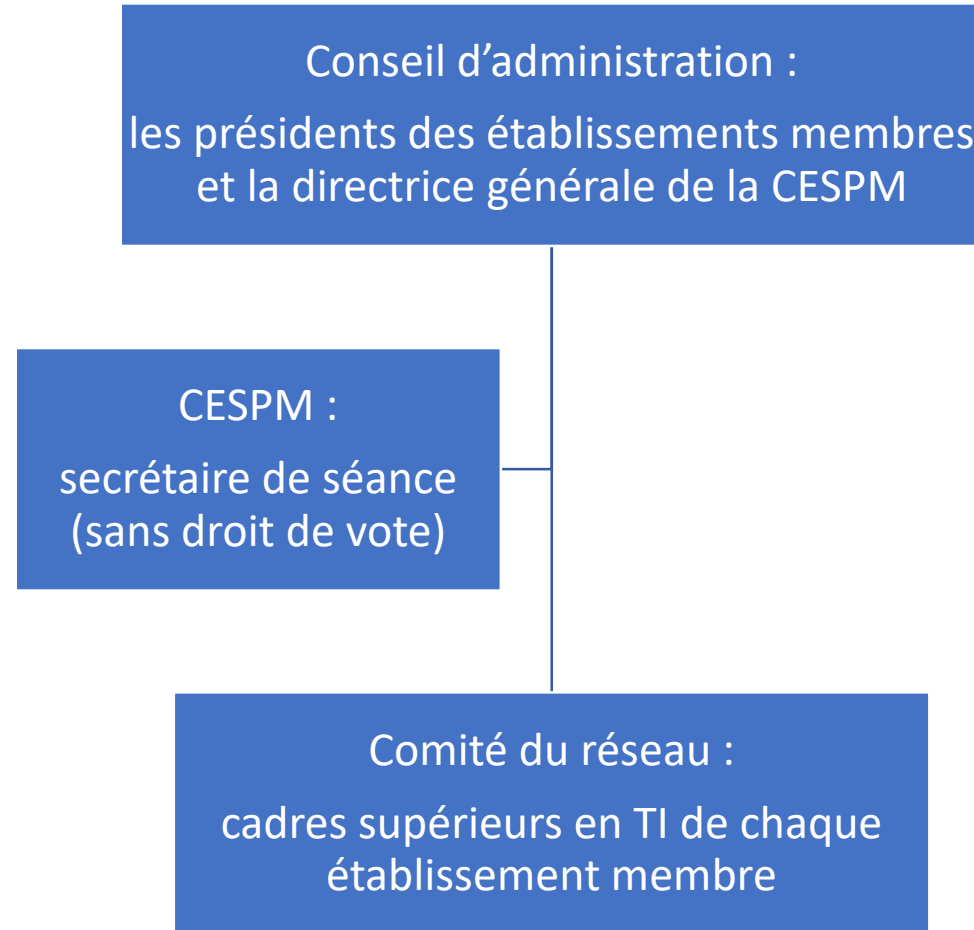 Conseil d’administration :
les présidents des établissements membres
et la directrice générale de la CESPM
CESPM :
secrétaire de séance
(sans droit de vote)
Comité du réseau :
cadres supérieurs en TI de chaque
établissement membre